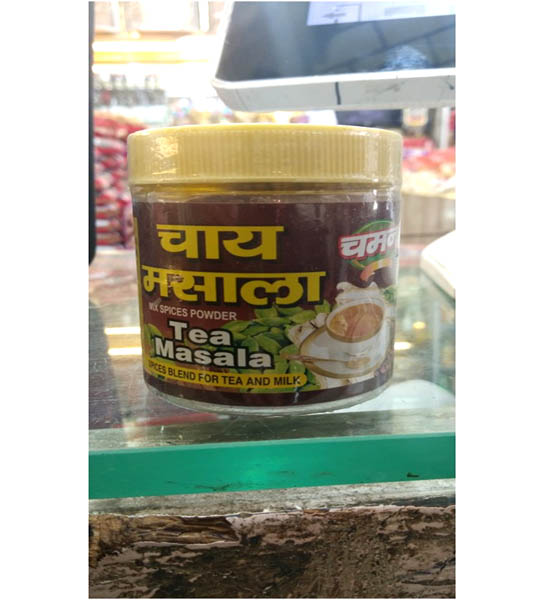 चाय
मसाला
MIX SPICES POWDER
Tea
Masala
SPICES BLEND FOR TEA AND MILK